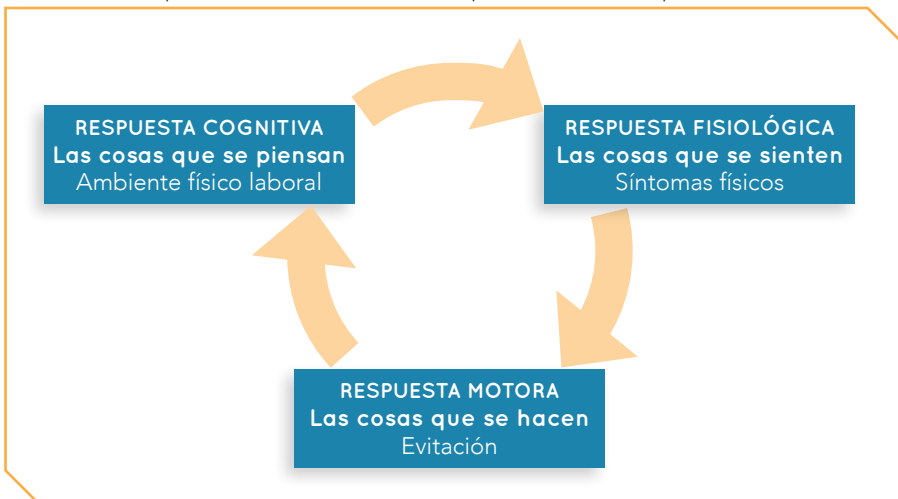 RESPUESTA COGNITIVA
Las cosas que se piensan
Ambiente físico laboral
RESPUESTA FISIOLÓGICA
Las cosas que se sienten
Síntomas físicos
RESPUESTA MOTORA
Las cosas que se hacen
Evitación